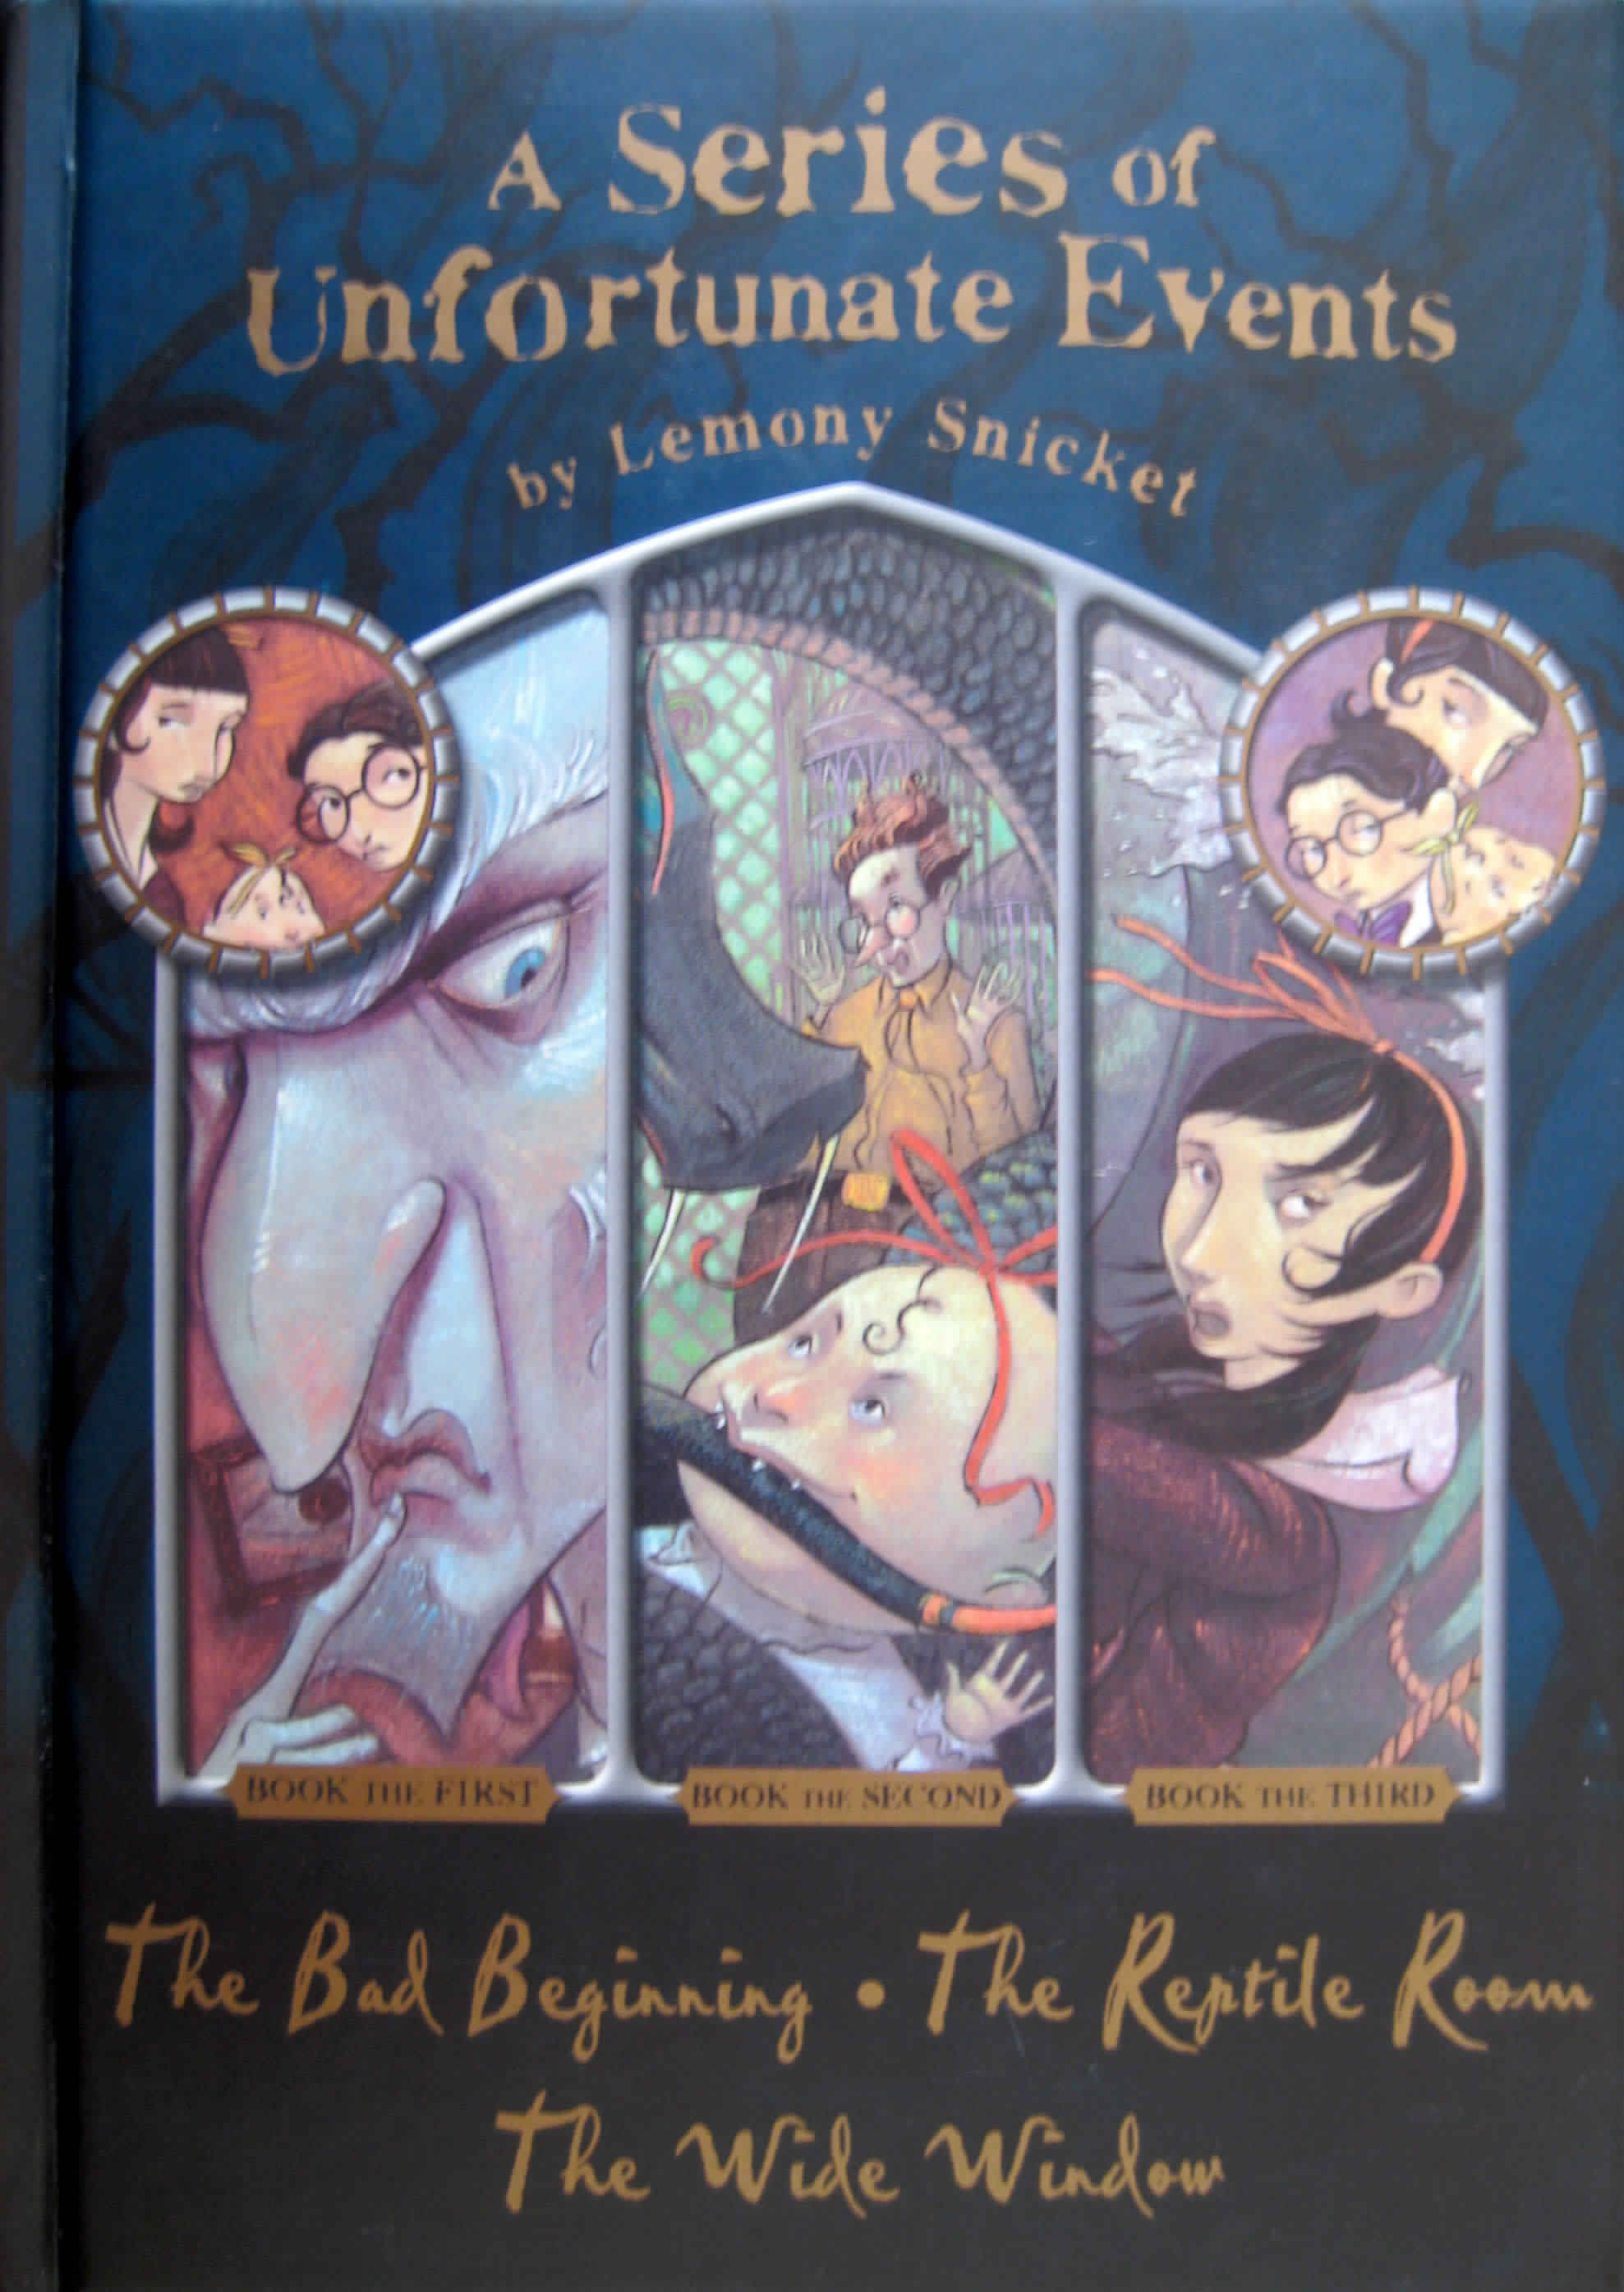 A Series of
Unfortunate Events
by Lemony Snicket
BOOK THE FIRST
BOOK THE SECOND
BOOK THE THIRD
The Bad Beginning • The Reptile Room
The Wide Window